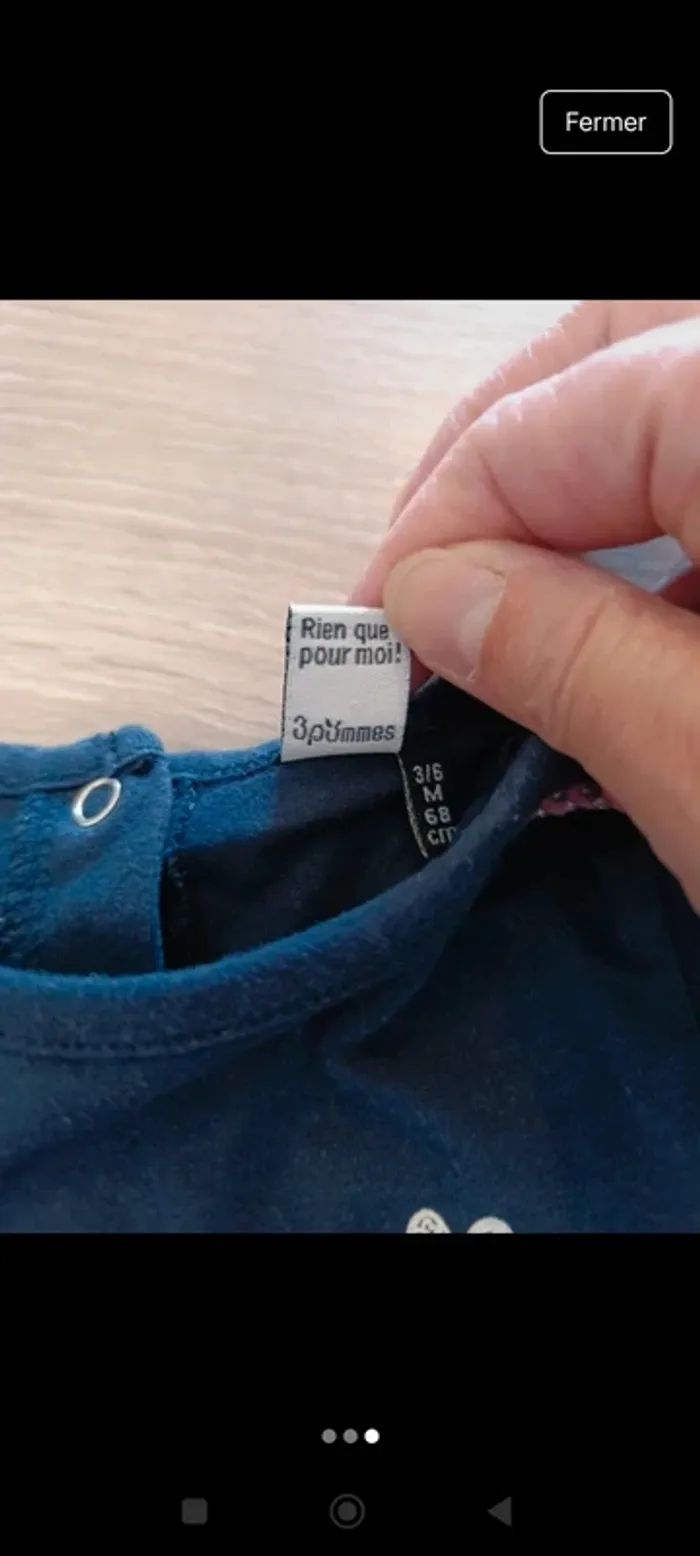 Fermer
Rien que
pour moi!
3pommes
3/6
M
68
cm